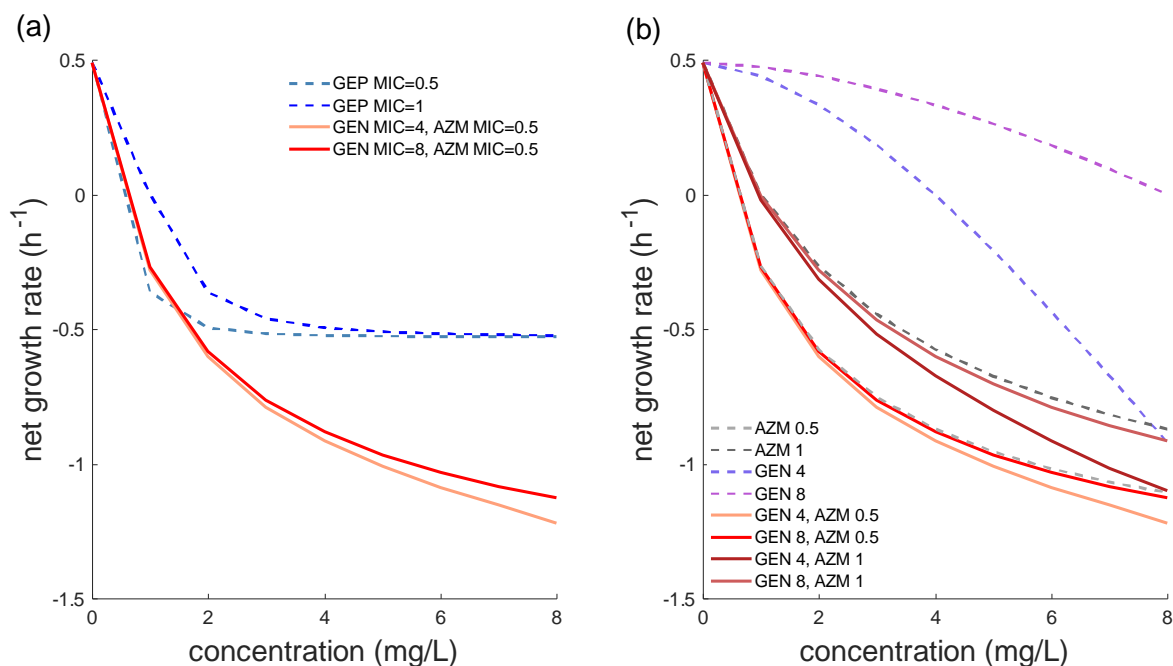 (a)
0.5
0
-0.5
-1
-1.5
net growth rate (h⁻¹)
GEP MIC=0.5
GEP MIC=1
GEN MIC=4, AZM MIC=0.5
GEN MIC=8, AZM MIC=0.5
0 2 4 6 8
concentration (mg/L)
(b)
0.5
0
-0.5
-1
-1.5
net growth rate (h⁻¹)
AZM 0.5
AZM 1
GEN 4
GEN 8
GEN 4, AZM 0.5
GEN 8, AZM 0.5
GEN 4, AZM 1
GEN 8, AZM 1
0 2 4 6 8
concentration (mg/L)